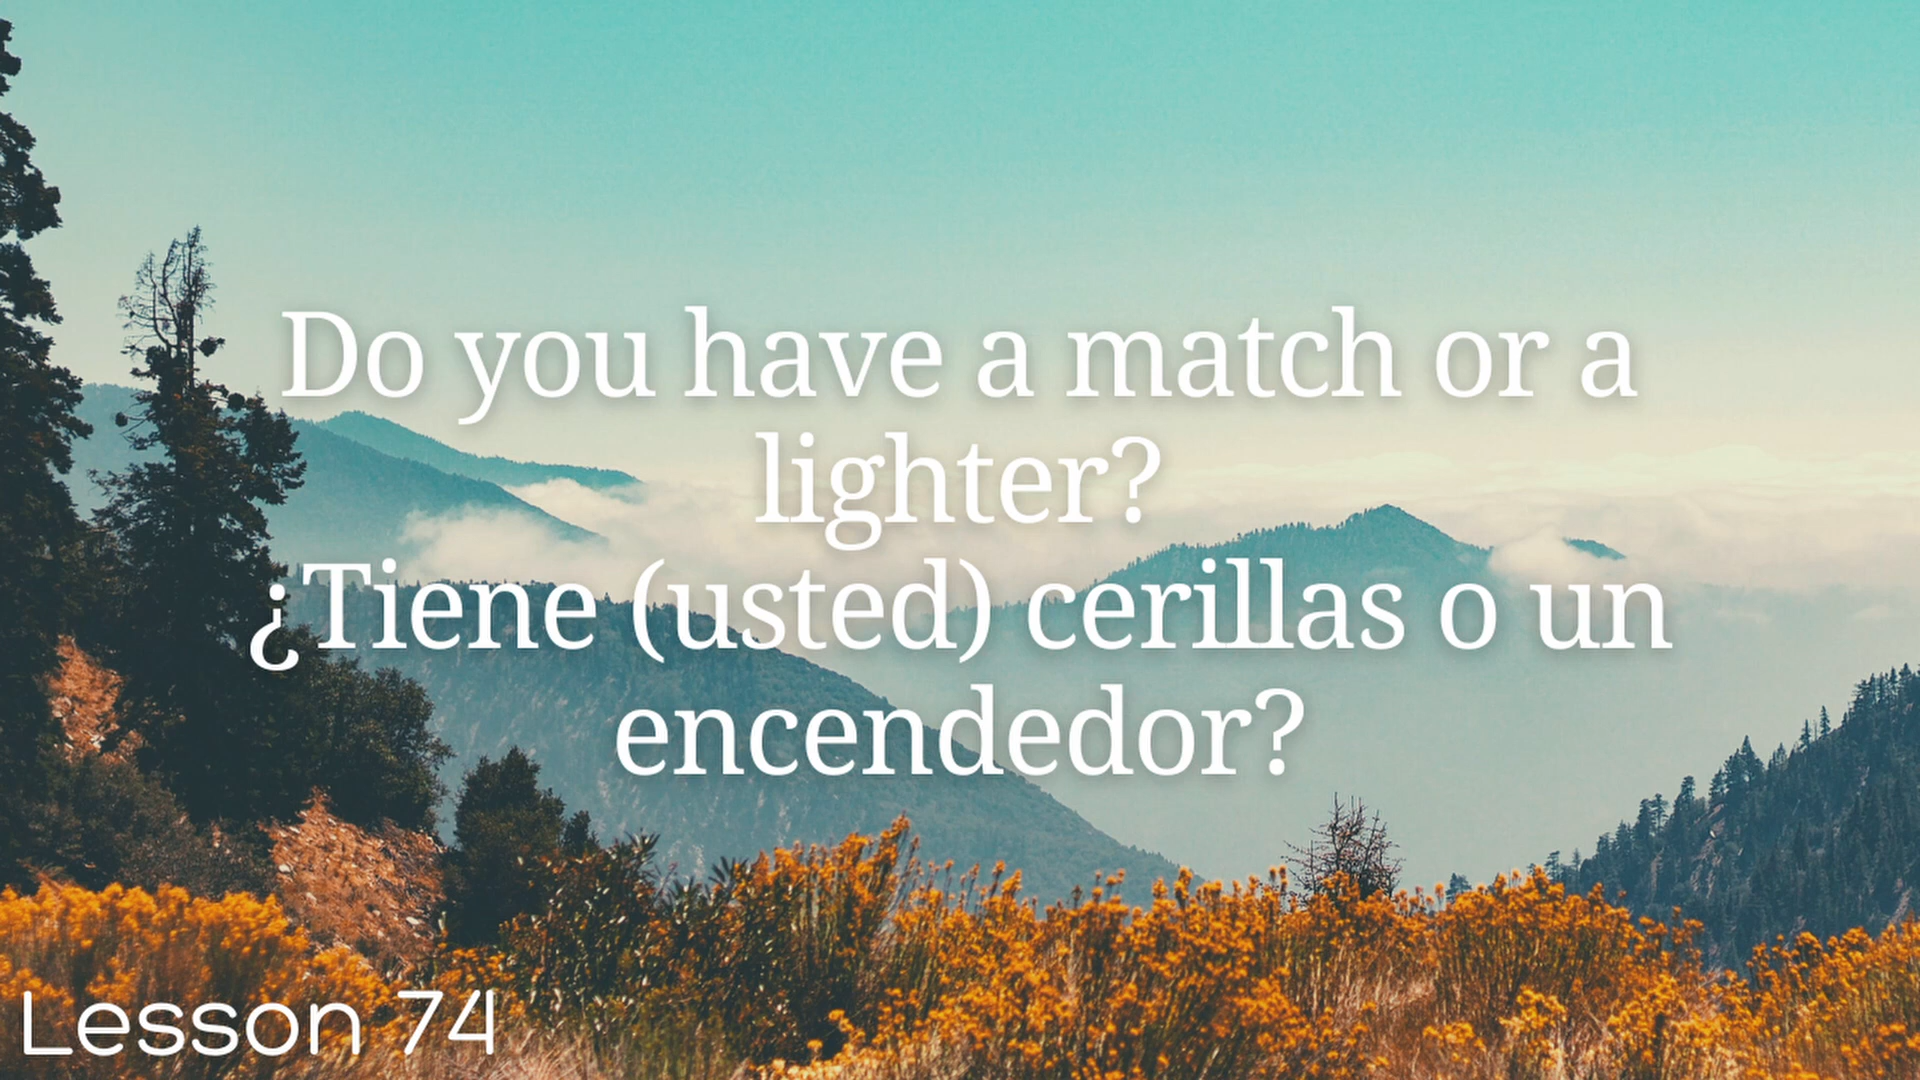 Do you have a match or a
lighter?
¿Tiene (usted) cerillas o un
encendedor?
Lesson 74